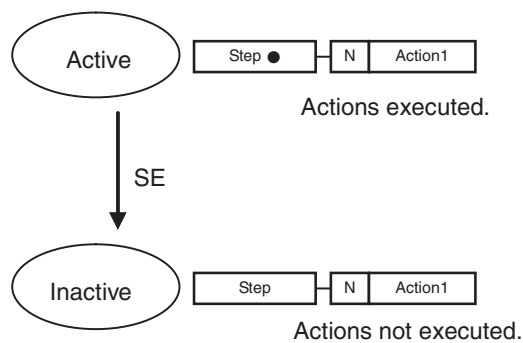 Active
Step ● N Action1
Actions executed.
SE
Inactive
Step N Action1
Actions not executed.